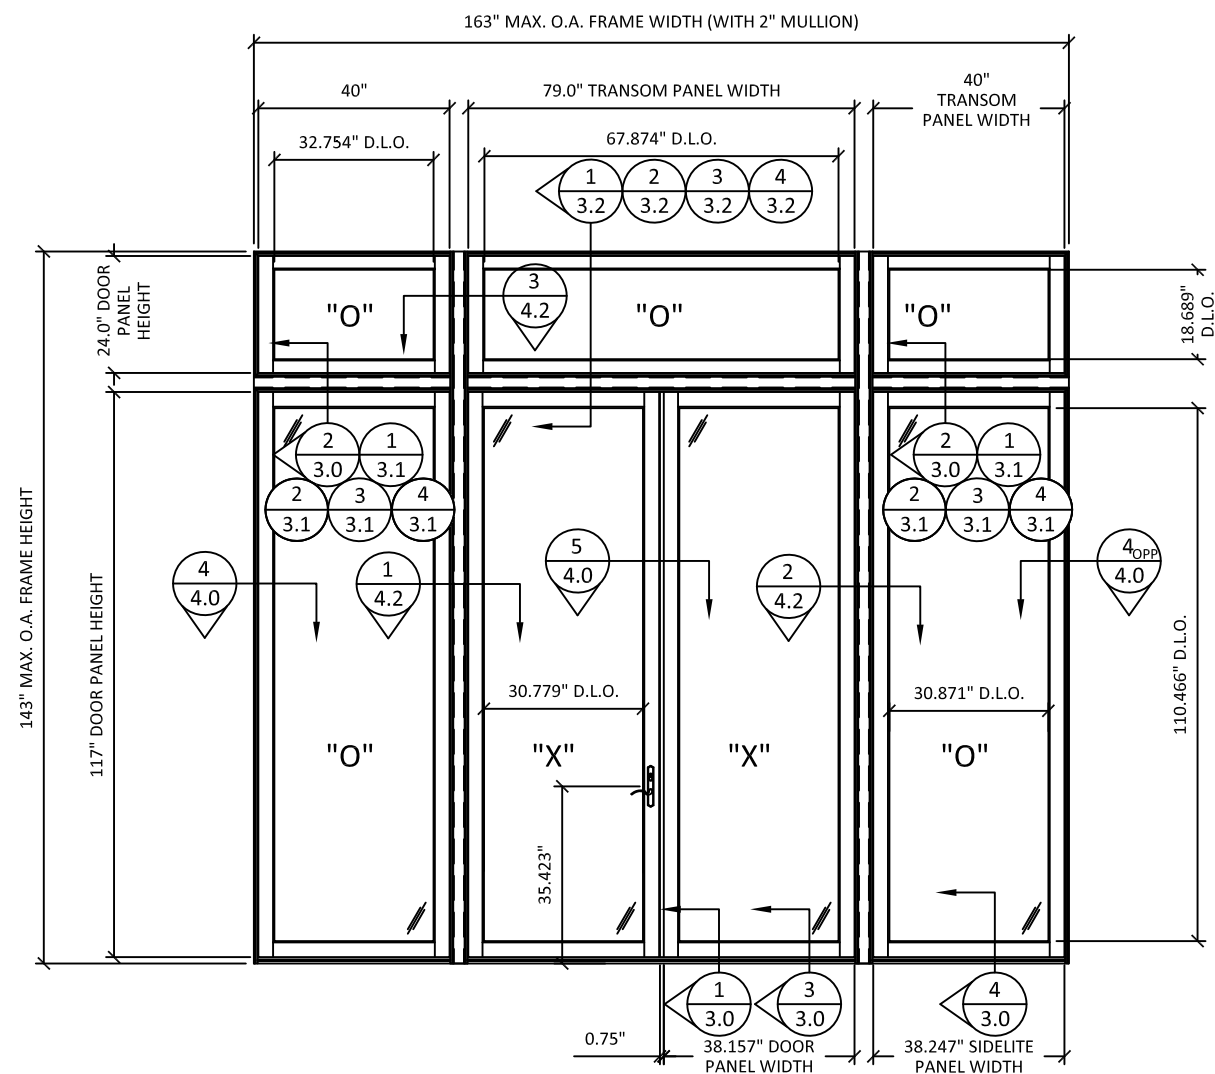 163" MAX. O.A. FRAME WIDTH (WITH 2" MULLION)
40"
79.0" TRANSOM PANEL WIDTH
40"
TRANSOM
PANEL WIDTH
32.754" D.L.O.
67.874" D.L.O.
1
3.2
2
3.2
3
3.2
4
3.2
24.0" DOOR
PANEL
HEIGHT
"O"
3
4.2
"O"
"O"
18.689"
D.L.O.
2
3.0
1
3.1
2
3.1
3
3.1
4
3.1
2
3.0
1
3.1
2
3.1
3
3.1
4
3.1
143" MAX. O.A. FRAME HEIGHT
117" DOOR PANEL HEIGHT
4
4.0
1
4.2
5
4.0
2
4.2
4OPP
4.0
110.466" D.L.O.
30.779" D.L.O.
30.871" D.L.O.
"O"
"X"
"X"
"O"
35.423"
1
3.0
3
3.0
4
3.0
0.75"
38.157" DOOR
PANEL WIDTH
38.247" SIDELITE
PANEL WIDTH